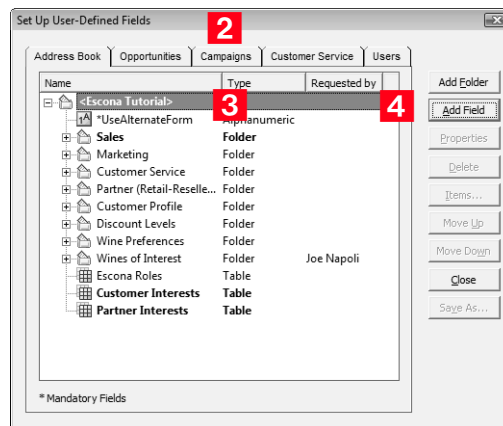 Set Up User-Defined Fields
2
Address Book Opportunities Campaigns Customer Service Users
Name Type Requested by
<Escona Tutorial> 3 4
1A *UseAlternateForm Alphanumeric
Sales Folder
Marketing Folder
Customer Service Folder
Partner (Retail-Reselle... Folder
Customer Profile Folder
Discount Levels Folder
Wine Preferences Folder
Wines of Interest Folder Joe Napoli
Escona Roles Table
Customer Interests Table
Partner Interests Table
* Mandatory Fields
Add Folder
Add Field
Properties
Delete
Items...
Move Up
Move Down
Close
Save As...